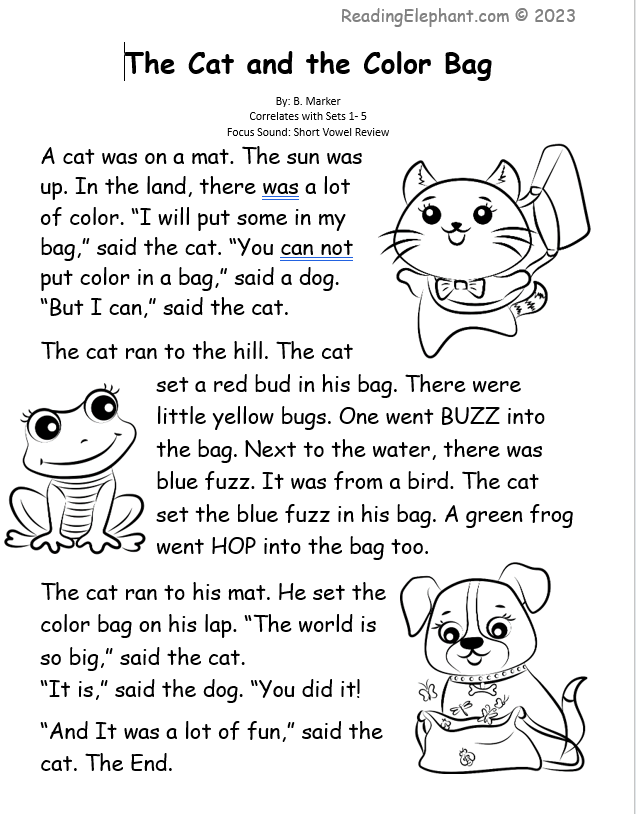 ReadingElephant.com © 2023
The Cat and the Color Bag
By: B. Marker
Correlates with Sets 1- 5
Focus Sound: Short Vowel Review
A cat was on a mat. The sun was
up. In the land, there was a lot
of color. “I will put some in my
bag,” said the cat. “You can not
put color in a bag,” said a dog.
“But I can,” said the cat.
The cat ran to the hill. The cat
set a red bud in his bag. There were
little yellow bugs. One went BUZZ into
the bag. Next to the water, there was
blue fuzz. It was from a bird. The cat
set the blue fuzz in his bag. A green frog
went HOP into the bag too.
The cat ran to his mat. He set the
color bag on his lap. “The world is
so big,” said the cat.
“It is,” said the dog. “You did it!
“And It was a lot of fun,” said the
cat. The End.